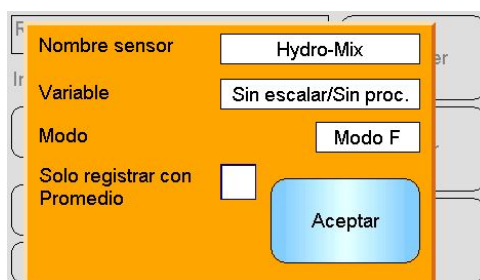 Nombre sensor
Hydro-Mix
Variable
Sin escalar/Sin proc.
Modo
Modo F
Solo registrar con
Promedio
Aceptar